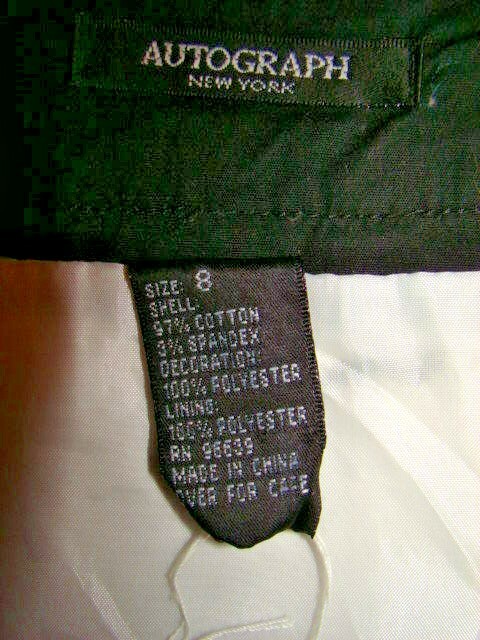 AUTOGRAPH
NEW YORK
SIZE: 8
SHELL:
97% COTTON
3% SPANDEX
DECORATION:
100% POLYESTER
LINING:
100% POLYESTER
RN 96639
MADE IN CHINA
OVER FOR CARE